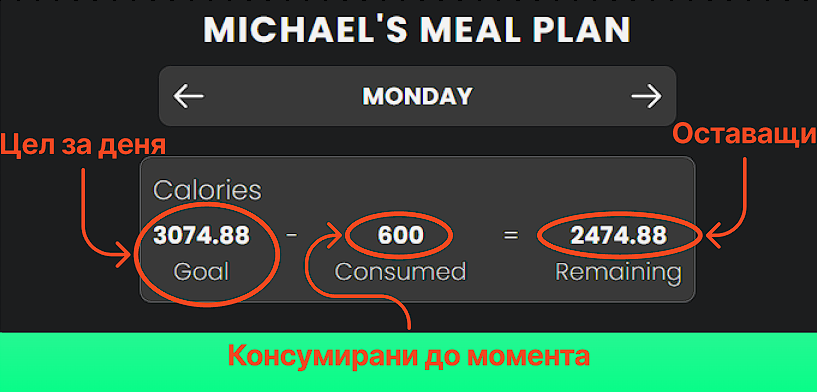 MICHAEL'S MEAL PLAN
MONDAY
Цел за деня
Оставащи
Calories
3074.88 - 600 = 2474.88
Goal Consumed Remaining
Консумирани до момента